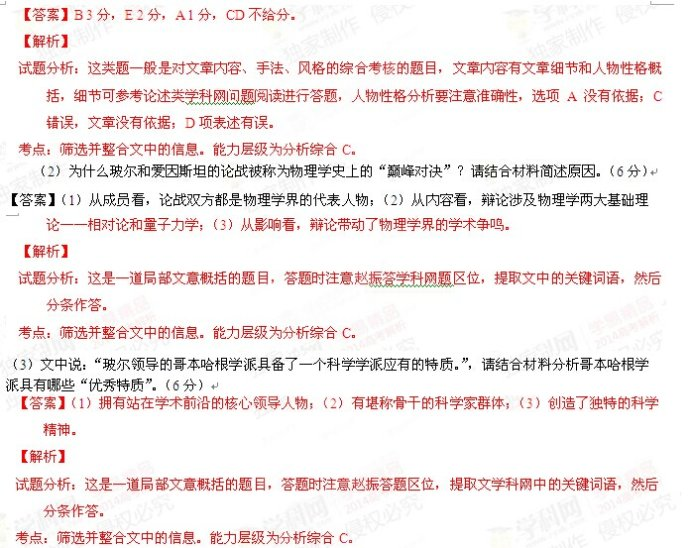 【答案】B 3 分，E 2 分，A 1 分，CD 不给分。
【解析】
试题分析：这类题一般是对文章内容、手法、风格的综合考核的题目，文章内容有文章细节和人物性格概
括，细节可参考论述类学科网问题阅读进行答题，人物性格分析要注意准确性，选项 A 没有依据；C
错误，文章没有依据；D 项表述有误。
考点：筛选并整合文中的信息。能力层级为分析综合 C。
（2）为什么玻尔和爱因斯坦的论战被称为物理学史上的“巅峰对决”？请结合材料简述原因。（6 分）
【答案】（1）从成员看，论战双方都是物理学界的代表人物；（2）从内容看，辩论涉及物理学两大基础理
论——相对论和量子力学；（3）从影响看，辩论带动了物理学界的学术争鸣。
【解析】
试题分析：这是一道局部文意概括的题目，答题时注意赵振答学科网题区位，提取文中的关键词语，然后
分条作答。
考点：筛选并整合文中的信息。能力层级为分析综合 C。
（3）文中说：“玻尔领导的哥本哈根学派具备了一个科学学派应有的特质。”，请结合材料分析哥本哈根学
派具有哪些“优秀特质”。（6 分）
【答案】（1）拥有站在学术前沿的核心领导人物；（2）有堪称骨干的科学家群体；（3）创造了独特的科学
精神。
【解析】
试题分析：这是一道局部文意概括的题目，答题时注意赵振答题区位，提取文学科网中的关键词语，然后
分条作答。
考点：筛选并整合文中的信息。能力层级为分析综合 C。